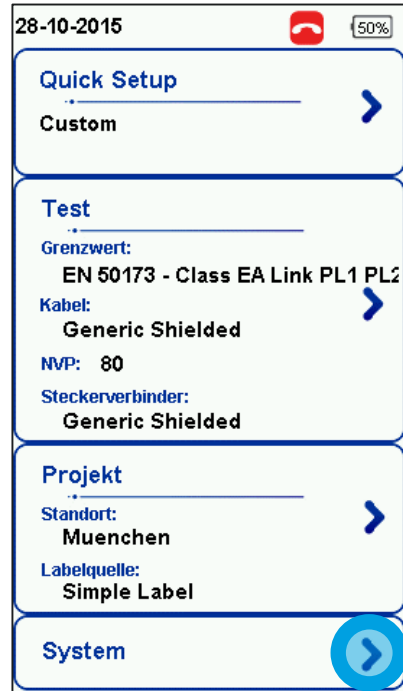 28-10-2015 50%
Quick Setup
Custom
Test
Grenzwert:
EN 50173 - Class EA Link PL1 PL2
Kabel:
Generic Shielded
NVP: 80
Steckerverbinder:
Generic Shielded
Projekt
Standort:
Muenchen
Labelquelle:
Simple Label
System